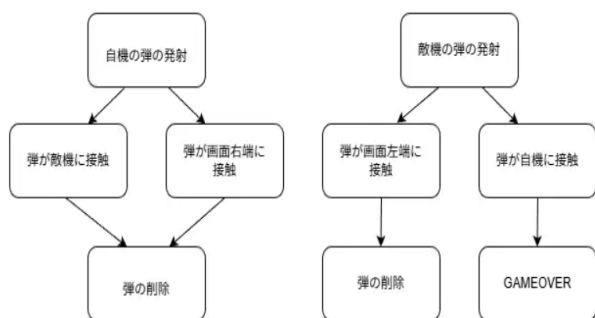 自機の弾の発射
敵機の弾の発射
弾が敵機に接触
弾が画面右端に
接触
弾が画面左端に
接触
弾が自機に接触
弾の削除
弾の削除
GAMEOVER